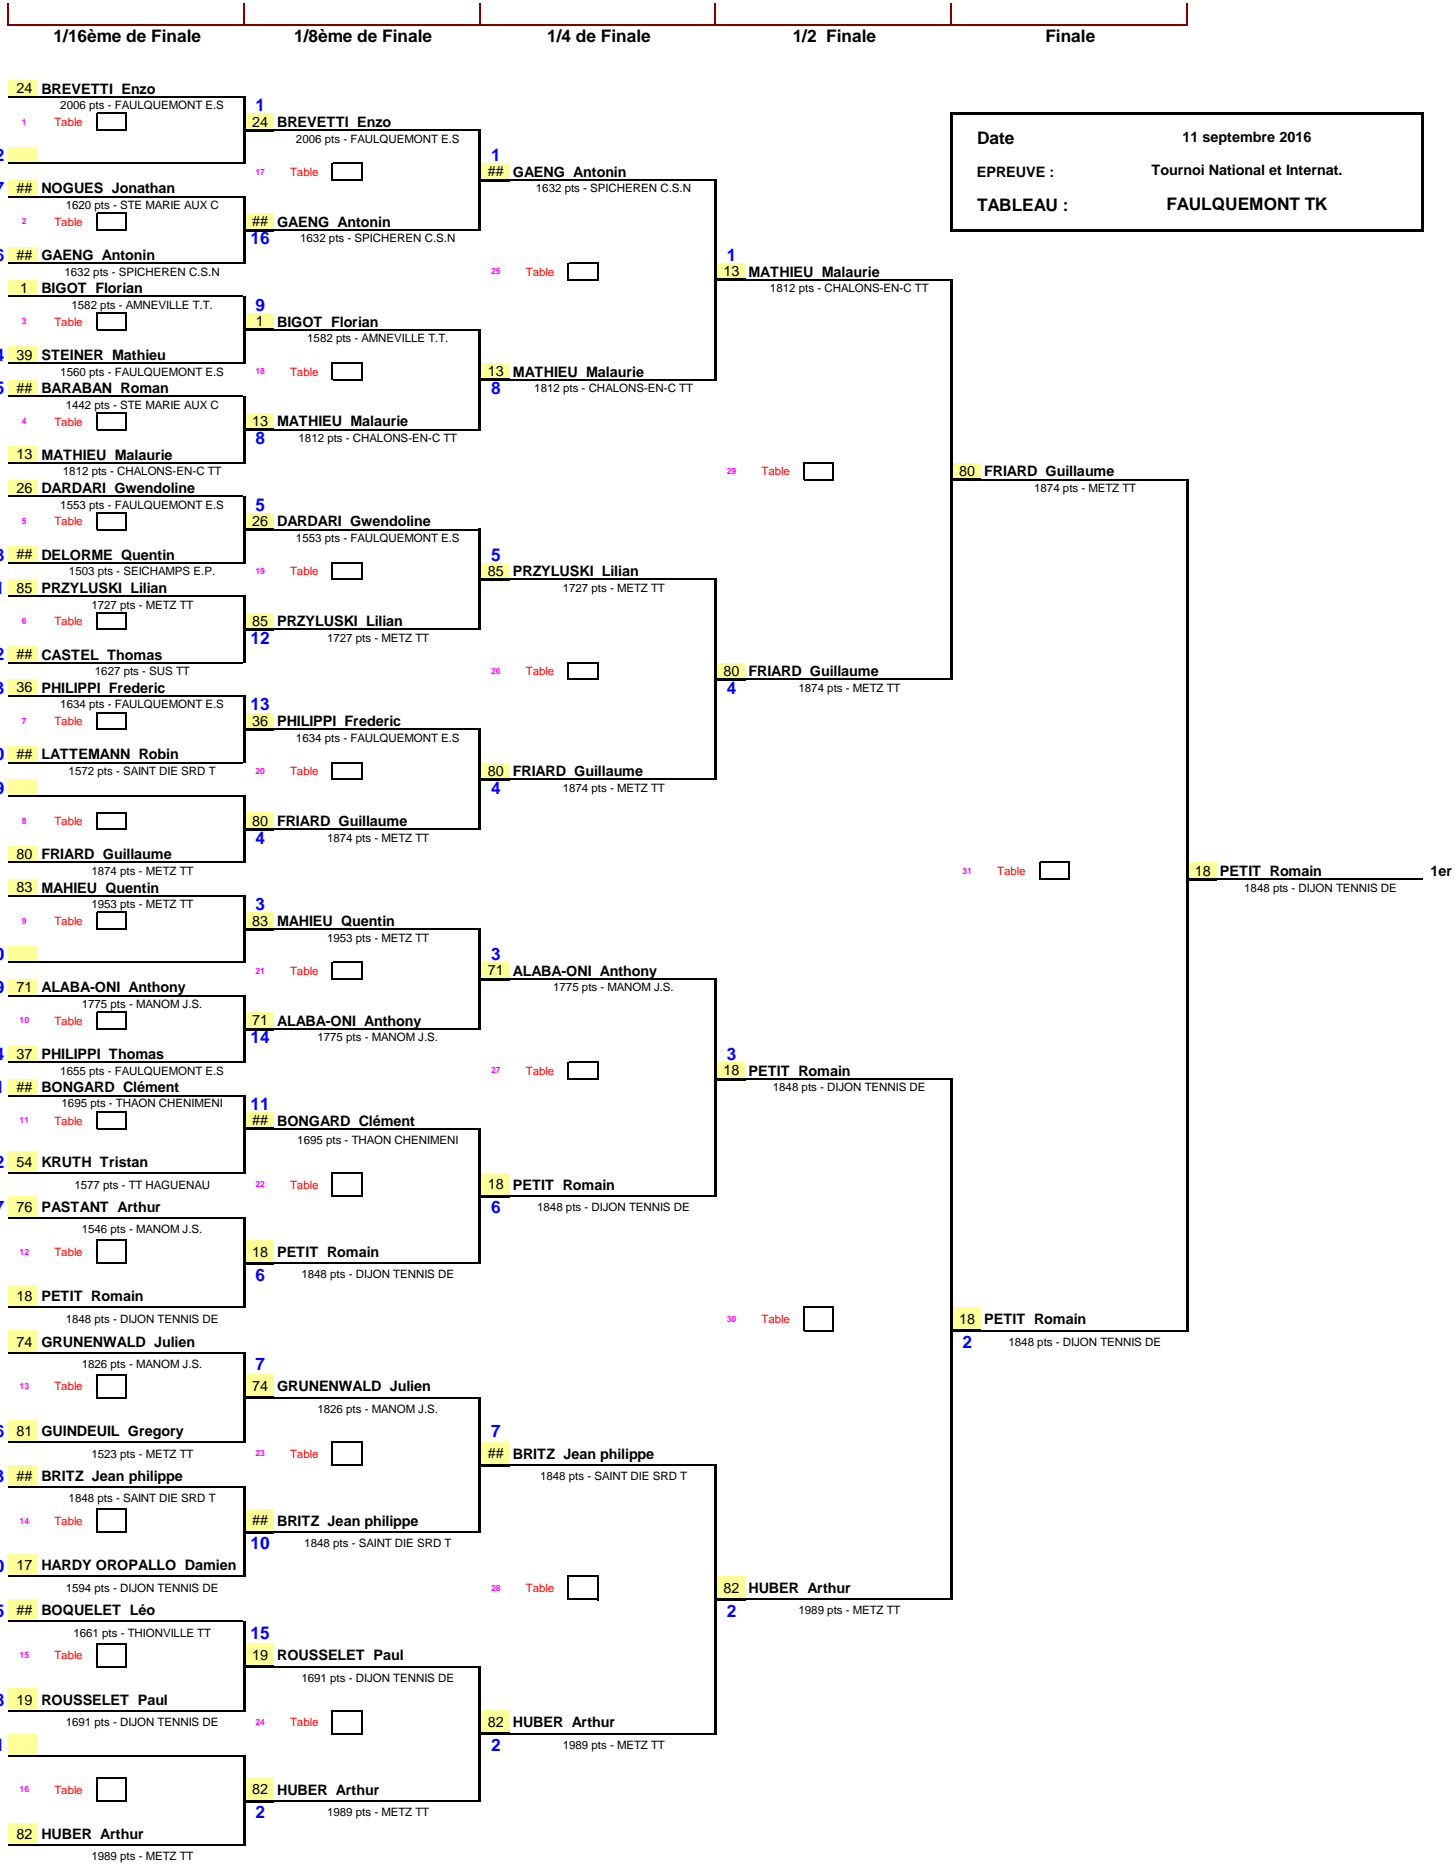 1/16ème de Finale
1/8ème de Finale
1/4 de Finale
1/2 Finale
Finale
Date 11 septembre 2016
EPREUVE : Tournoi National et Internat.
TABLEAU : FAULQUEMONT TK
24 BREVETTI Enzo
2006 pts - FAULQUEMONT E.S
1 Table
## NOGUES Jonathan
1620 pts - STE MARIE AUX C
2 Table
## GAENG Antonin
1632 pts - SPICHEREN C.S.N
1 BIGOT Florian
1582 pts - AMNEVILLE T.T.
3 Table
39 STEINER Mathieu
1560 pts - FAULQUEMONT E.S
## BARABAN Roman
1442 pts - STE MARIE AUX C
4 Table
13 MATHIEU Malaurie
1812 pts - CHALONS-EN-C TT
26 DARDARI Gwendoline
1553 pts - FAULQUEMONT E.S
5 Table
## DELORME Quentin
1503 pts - SEICHAMPS E.P.
85 PRZYLUSKI Lilian
1727 pts - METZ TT
6 Table
## CASTEL Thomas
1627 pts - SUS TT
36 PHILIPPI Frederic
1634 pts - FAULQUEMONT E.S
7 Table
## LATTEMANN Robin
1572 pts - SAINT DIE SRD T
8 Table
80 FRIARD Guillaume
1874 pts - METZ TT
83 MAHIEU Quentin
1953 pts - METZ TT
9 Table
71 ALABA-ONI Anthony
1775 pts - MANOM J.S.
10 Table
37 PHILIPPI Thomas
1655 pts - FAULQUEMONT E.S
## BONGARD Clément
1695 pts - THAON CHENIMENI
11 Table
54 KRUTH Tristan
1577 pts - TT HAGUENAU
76 PASTANT Arthur
1546 pts - MANOM J.S.
12 Table
18 PETIT Romain
1848 pts - DIJON TENNIS DE
74 GRUNENWALD Julien
1826 pts - MANOM J.S.
13 Table
81 GUINDEUIL Gregory
1523 pts - METZ TT
## BRITZ Jean philippe
1848 pts - SAINT DIE SRD T
14 Table
17 HARDY OROPALLO Damien
1594 pts - DIJON TENNIS DE
## BOQUELET Léo
1661 pts - THIONVILLE TT
15 Table
19 ROUSSELET Paul
1691 pts - DIJON TENNIS DE
16 Table
82 HUBER Arthur
1989 pts - METZ TT
1
24 BREVETTI Enzo
2006 pts - FAULQUEMONT E.S
17 Table
## GAENG Antonin
16 1632 pts - SPICHEREN C.S.N
9
1 BIGOT Florian
1582 pts - AMNEVILLE T.T.
18 Table
13 MATHIEU Malaurie
8 1812 pts - CHALONS-EN-C TT
5
26 DARDARI Gwendoline
1553 pts - FAULQUEMONT E.S
19 Table
85 PRZYLUSKI Lilian
12 1727 pts - METZ TT
13
36 PHILIPPI Frederic
1634 pts - FAULQUEMONT E.S
20 Table
80 FRIARD Guillaume
4 1874 pts - METZ TT
3
83 MAHIEU Quentin
1953 pts - METZ TT
21 Table
71 ALABA-ONI Anthony
14 1775 pts - MANOM J.S.
11
## BONGARD Clément
1695 pts - THAON CHENIMENI
22 Table
18 PETIT Romain
6 1848 pts - DIJON TENNIS DE
7
74 GRUNENWALD Julien
1826 pts - MANOM J.S.
23 Table
## BRITZ Jean philippe
10 1848 pts - SAINT DIE SRD T
15
19 ROUSSELET Paul
1691 pts - DIJON TENNIS DE
24 Table
82 HUBER Arthur
2 1989 pts - METZ TT
1
## GAENG Antonin
1632 pts - SPICHEREN C.S.N
25 Table
13 MATHIEU Malaurie
8 1812 pts - CHALONS-EN-C TT
5
85 PRZYLUSKI Lilian
1727 pts - METZ TT
26 Table
80 FRIARD Guillaume
4 1874 pts - METZ TT
3
71 ALABA-ONI Anthony
1775 pts - MANOM J.S.
27 Table
18 PETIT Romain
6 1848 pts - DIJON TENNIS DE
7
## BRITZ Jean philippe
1848 pts - SAINT DIE SRD T
28 Table
82 HUBER Arthur
2 1989 pts - METZ TT
1
13 MATHIEU Malaurie
1812 pts - CHALONS-EN-C TT
29 Table
80 FRIARD Guillaume
4 1874 pts - METZ TT
3
18 PETIT Romain
1848 pts - DIJON TENNIS DE
30 Table
82 HUBER Arthur
2 1989 pts - METZ TT
80 FRIARD Guillaume
1874 pts - METZ TT
31 Table
18 PETIT Romain
2 1848 pts - DIJON TENNIS DE
18 PETIT Romain 1er
1848 pts - DIJON TENNIS DE